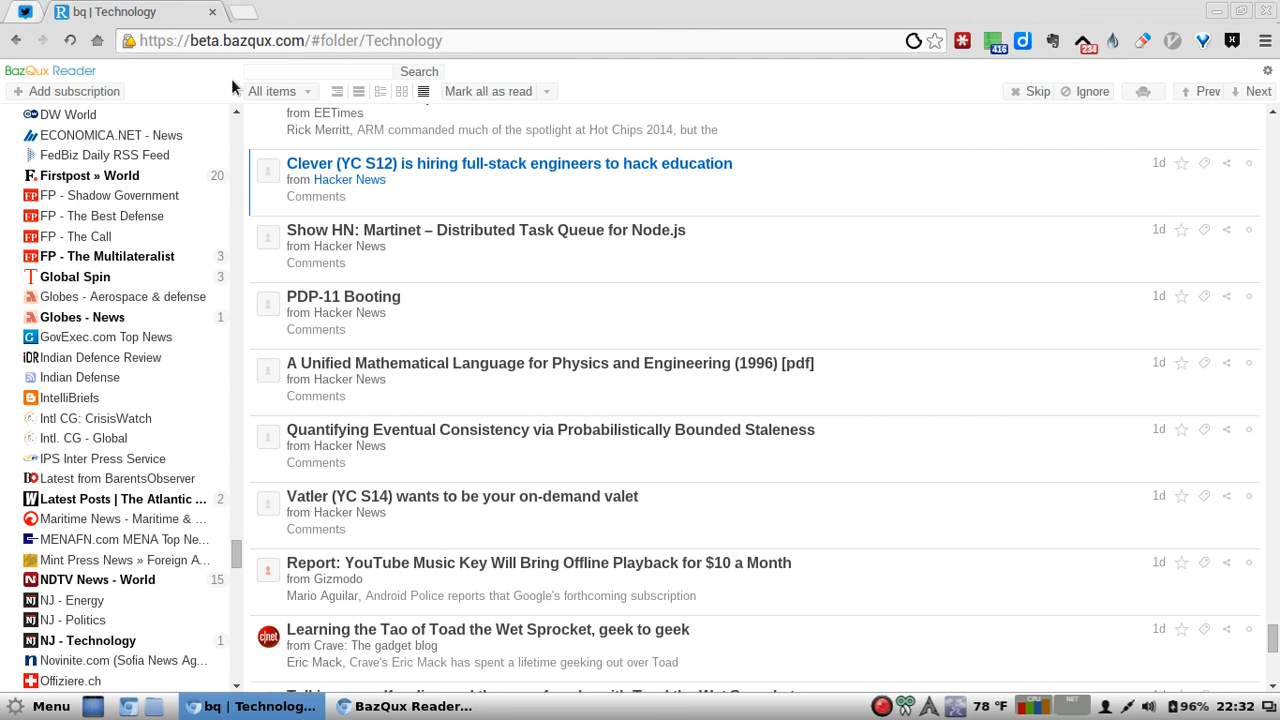 bq | Technology ×
https://beta.bazqux.com/#folder/Technology
416
234
BazQux Reader
Search
Add subscription
All items
Mark all as read
Skip
Ignore
Prev
Next
DW World
ECONOMICA.NET - News
FedBiz Daily RSS Feed
Firstpost » World 20
FP - Shadow Government
FP - The Best Defense
FP - The Call
FP - The Multilateralist 3
Global Spin 3
Globes - Aerospace & defense
Globes - News 1
GovExec.com Top News
Indian Defence Review
Indian Defense
IntelliBriefs
Intl CG: CrisisWatch
Intl. CG - Global
IPS Inter Press Service
Latest from BarentsObserver
Latest Posts | The Atlantic ... 2
Maritime News - Maritime & ...
MENAFN.com MENA Top Ne...
Mint Press News » Foreign A...
NDTV News - World 15
NJ - Energy
NJ - Politics
NJ - Technology 1
Novinite.com (Sofia News Ag...
Offiziere.ch
from EETimes
Rick Merritt, ARM commanded much of the spotlight at Hot Chips 2014, but the
Clever (YC S12) is hiring full-stack engineers to hack education 1d
from Hacker News
Comments
Show HN: Martinet – Distributed Task Queue for Node.js 1d
from Hacker News
Comments
PDP-11 Booting 1d
from Hacker News
Comments
A Unified Mathematical Language for Physics and Engineering (1996) [pdf] 1d
from Hacker News
Comments
Quantifying Eventual Consistency via Probabilistically Bounded Staleness 1d
from Hacker News
Comments
Vatler (YC S14) wants to be your on-demand valet 1d
from Hacker News
Comments
Report: YouTube Music Key Will Bring Offline Playback for $10 a Month 1d
from Gizmodo
Mario Aguilar, Android Police reports that Google's forthcoming subscription
c|net
Learning the Tao of Toad the Wet Sprocket, geek to geek 1d
from Crave: The gadget blog
Eric Mack, Crave's Eric Mack has spent a lifetime geeking out over Toad
Menu
bq | Technolog...
BazQux Reader...
78 °F
CPU
NET
96%
22:32